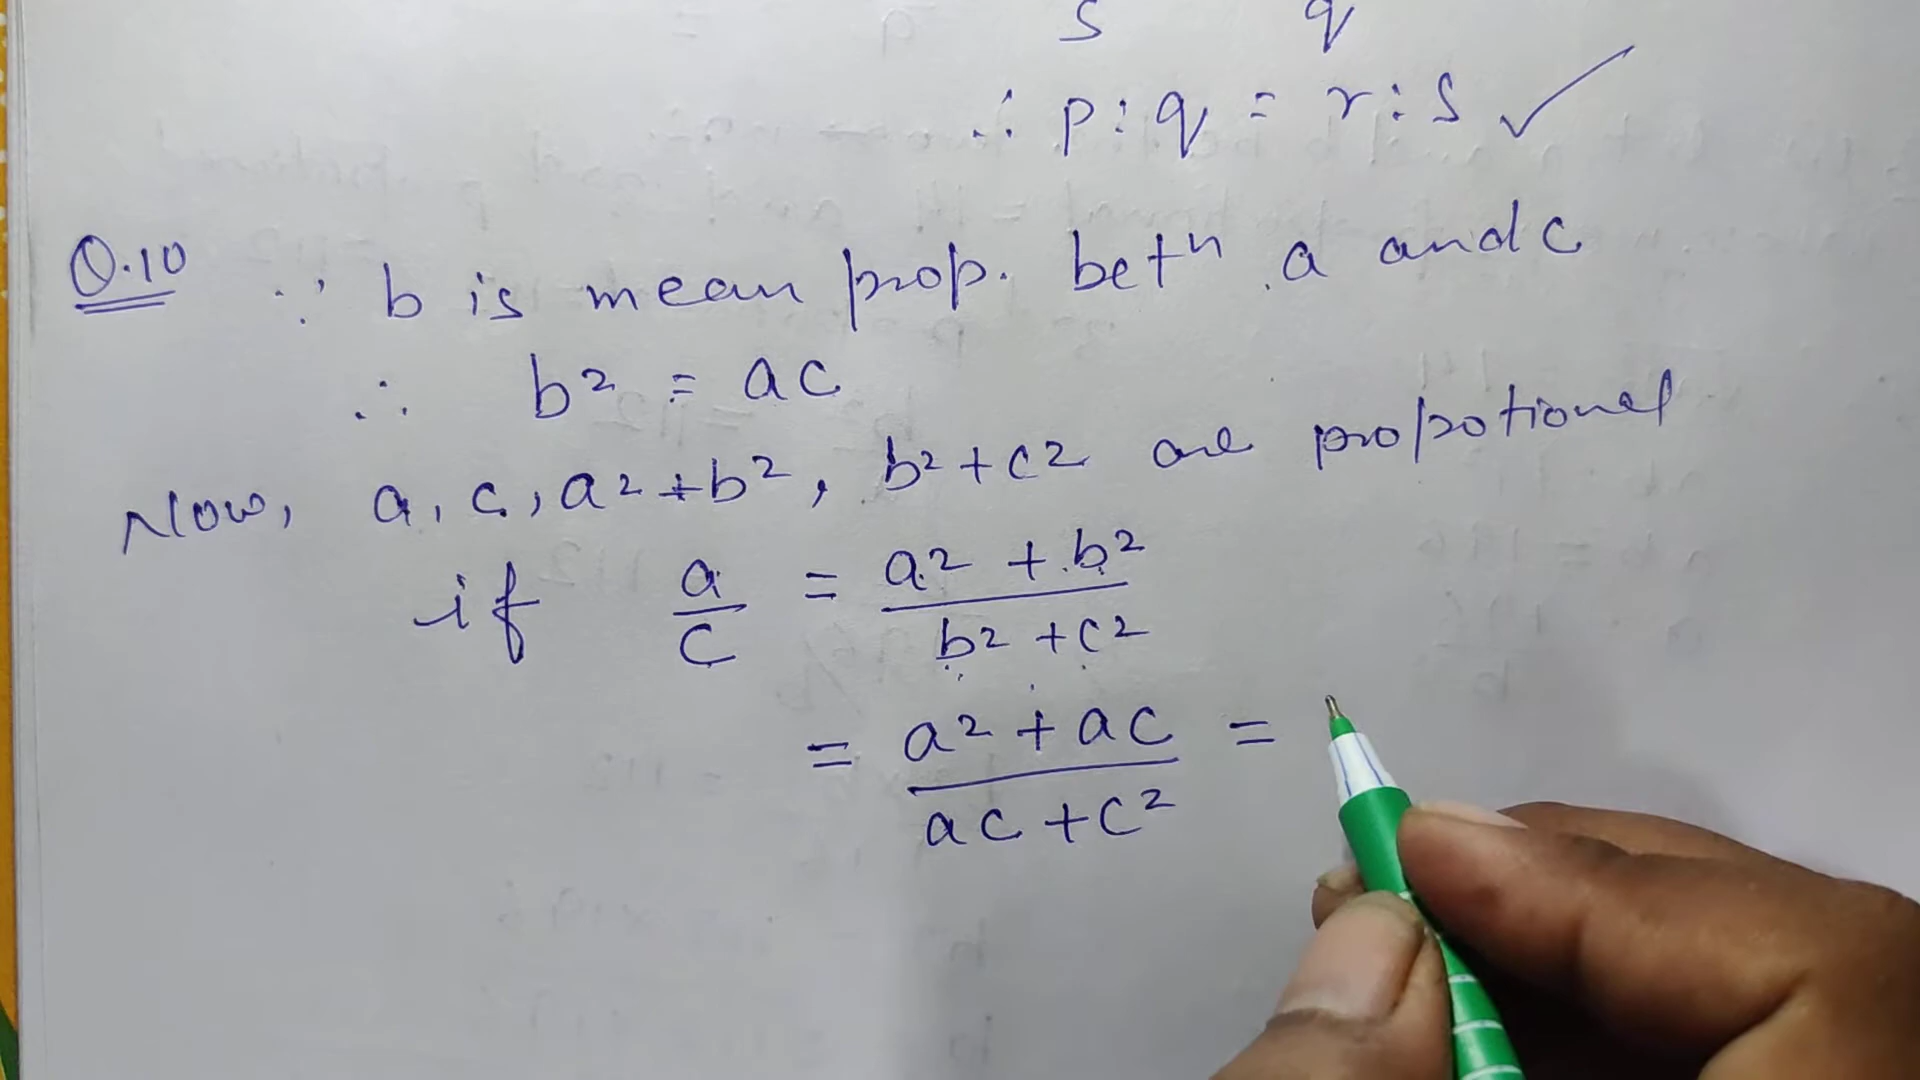 s q
∴ p : q = r : s ✓
Q.10 ∵ b is mean prop. betⁿ a and c
∴ b² = ac
Now, a, c, a²+b², b²+c² are propotional
if a/c = a² + b² / b² + c²
= a² + ac / ac + c² =